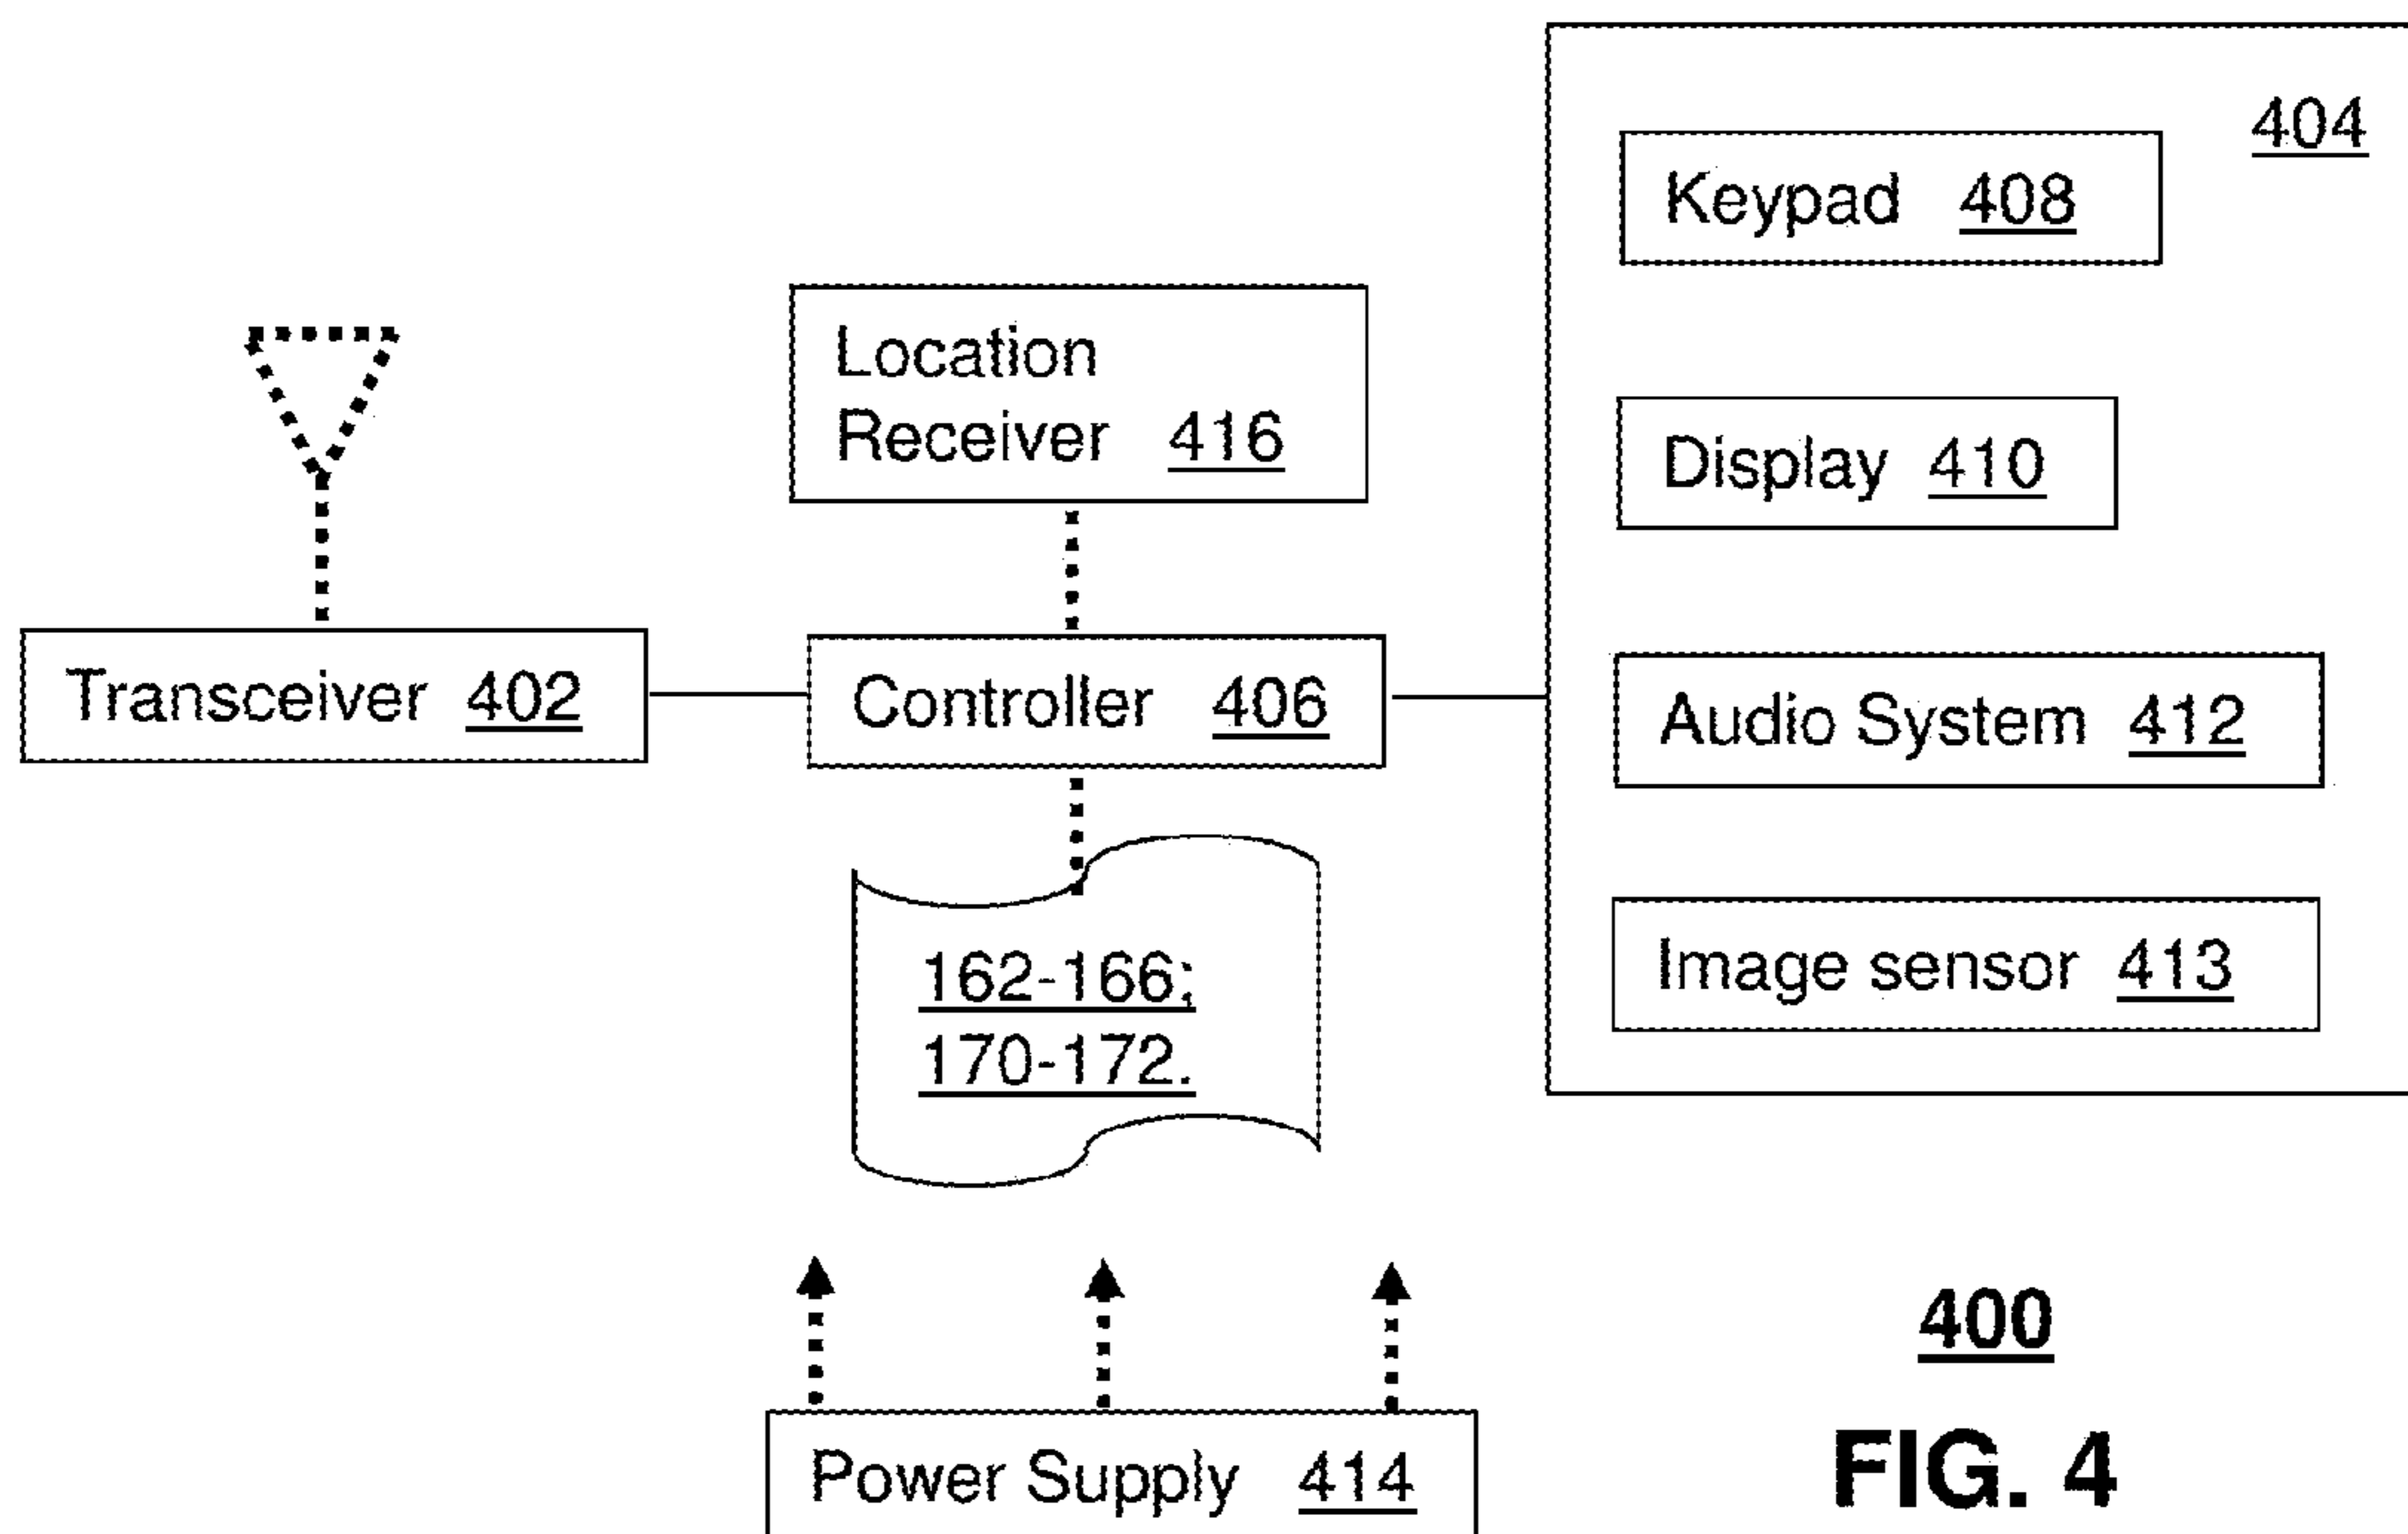 404
Keypad 408
Location
Receiver 416
Display 410
Transceiver 402
Controller 406
Audio System 412
162-166;
170-172.
Image sensor 413
400
Power Supply 414
FIG. 4